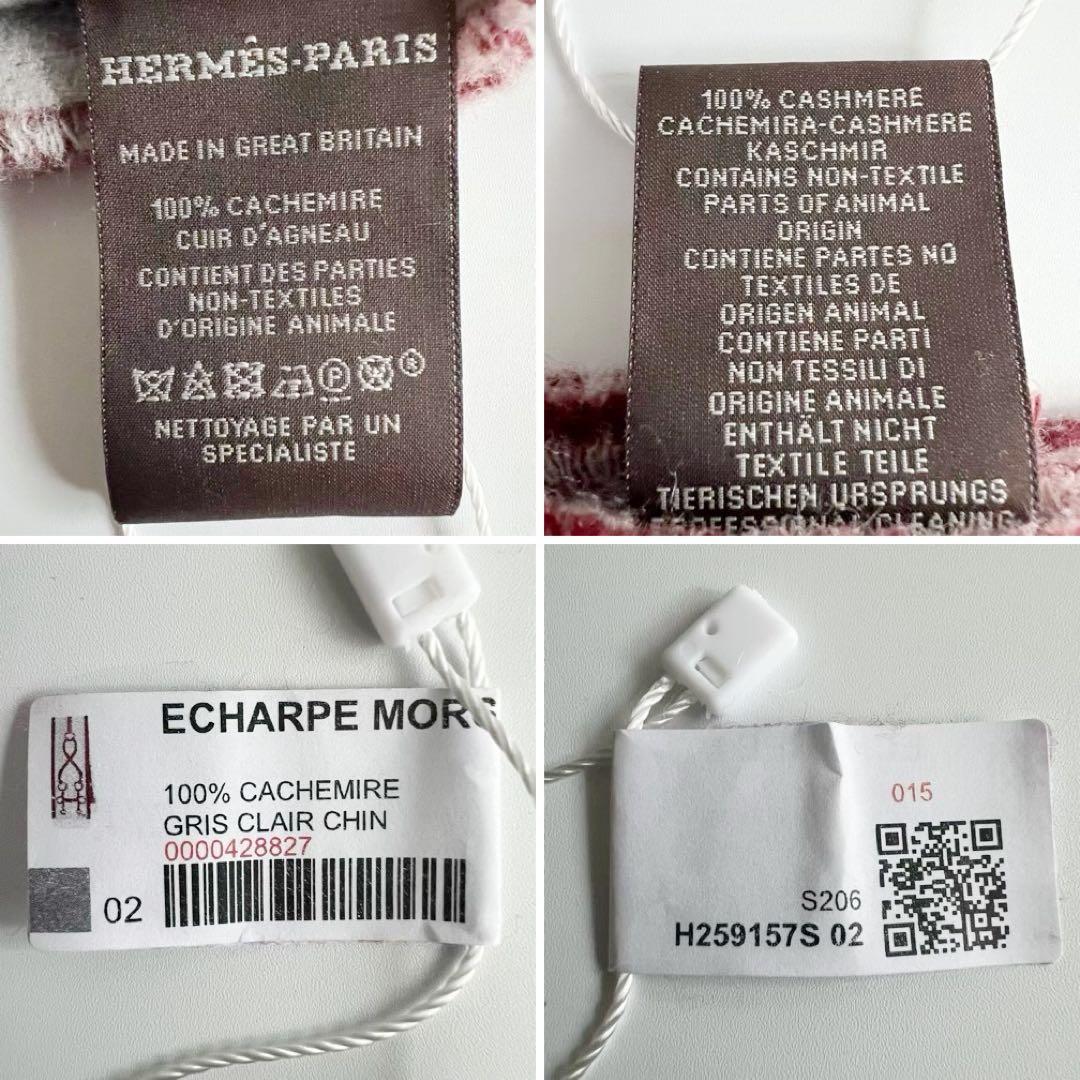 HERMÈS-PARIS
MADE IN GREAT BRITAIN
100% CACHEMIRE
CUIR D'AGNEAU
CONTIENT DES PARTIES
NON-TEXTILES
D'ORIGINE ANIMALE
P ®
NETTOYAGE PAR UN
SPECIALISTE
100% CASHMERE
CACHEMIRA-CASHMERE
KASCHMIR
CONTAINS NON-TEXTILE
PARTS OF ANIMAL
ORIGIN
CONTIENE PARTES NO
TEXTILES DE
ORIGEN ANIMAL
CONTIENE PARTI
NON TESSILI DI
ORIGINE ANIMALE
ENTHÄLT NICHT
TEXTILE TEILE
TIERISCHEN URSPRUNGS
PROFESSIONAL CLEANING
ECHARPE MORS
100% CACHEMIRE
GRIS CLAIR CHIN
0000428827
02
015
S206
H259157S 02